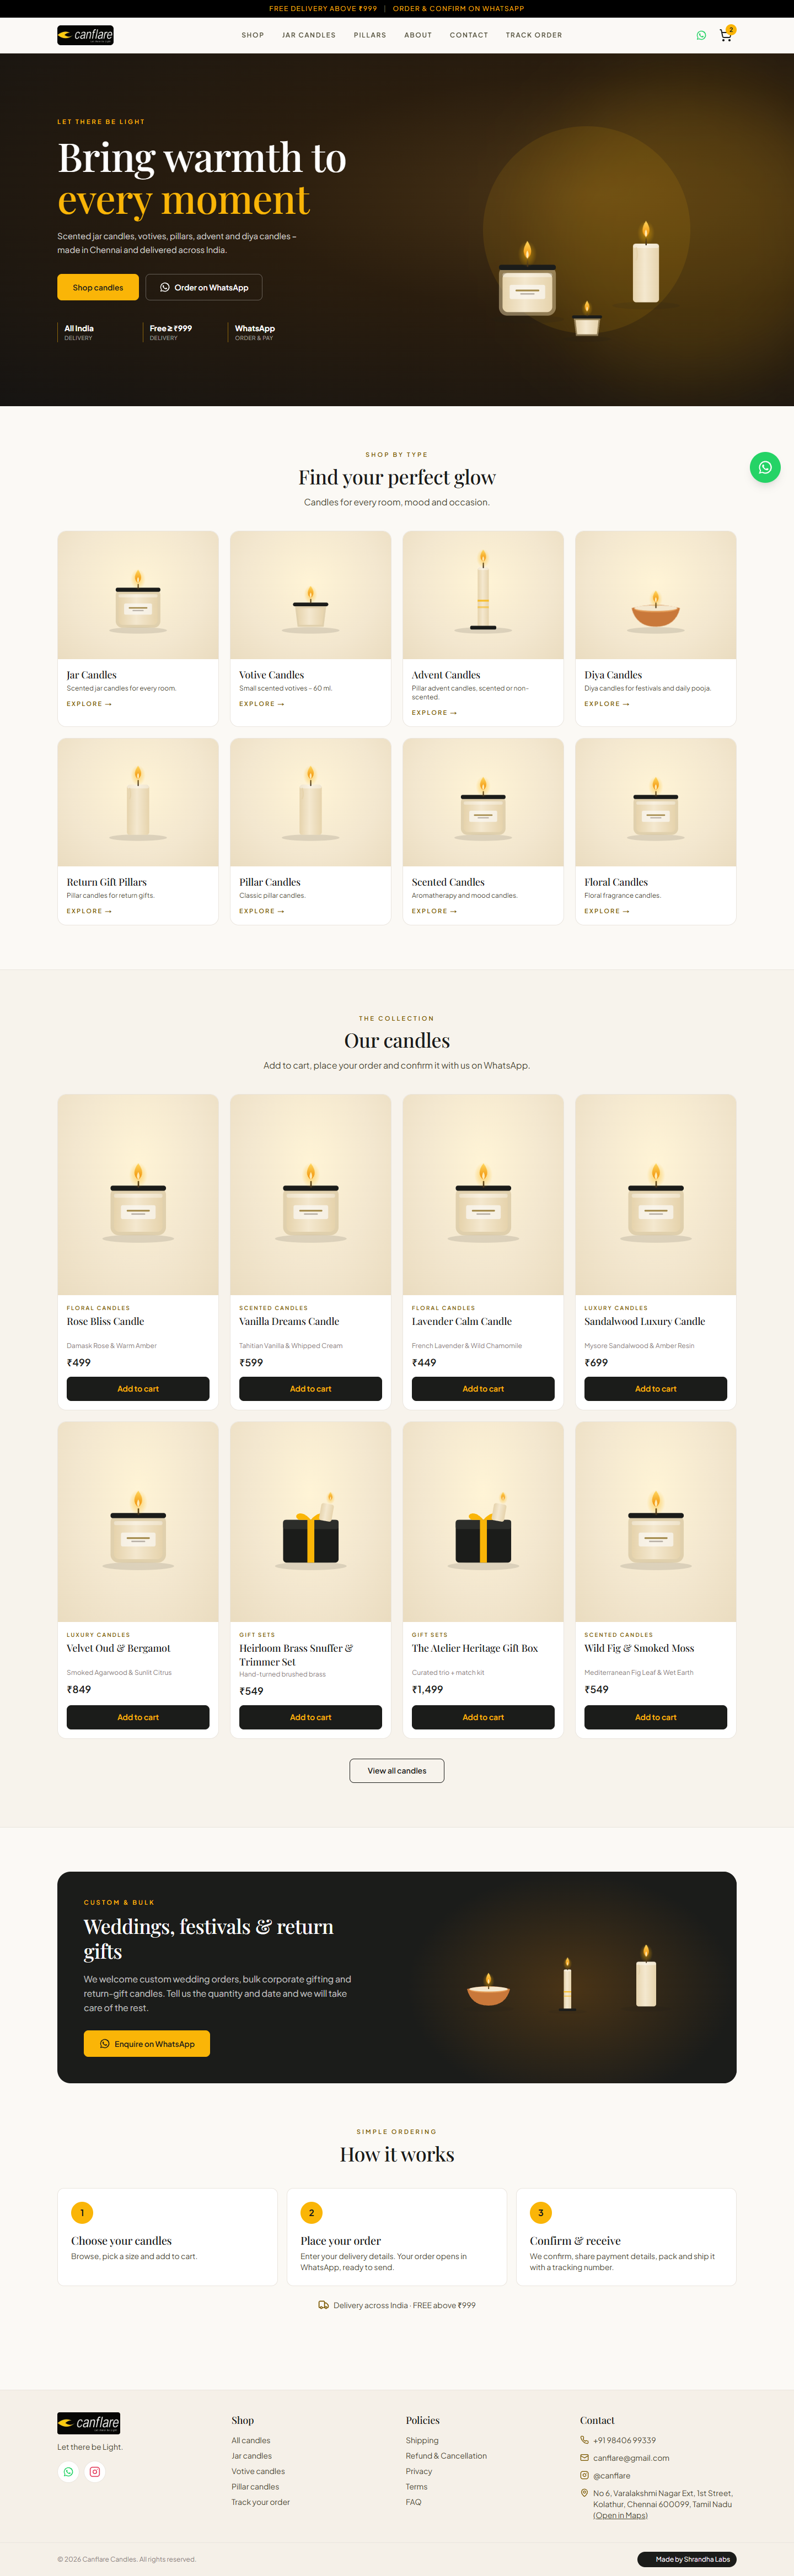 FREE DELIVERY ABOVE ₹999 | ORDER & CONFIRM ON WHATSAPP
canflare
SHOP JAR CANDLES PILLARS ABOUT CONTACT TRACK ORDER
2
LET THERE BE LIGHT
Bring warmth to
every moment
Scented jar candles, votives, pillars, advent and diya candles –
made in Chennai and delivered across India.
Shop candles Order on WhatsApp
All India Free ≥ ₹999 WhatsApp
DELIVERY DELIVERY ORDER & PAY
SHOP BY TYPE
Find your perfect glow
Candles for every room, mood and occasion.
Jar Candles
Scented jar candles for every room.
EXPLORE →
Votive Candles
Small scented votives - 60 ml.
EXPLORE →
Advent Candles
Pillar advent candles, scented or non-
scented.
EXPLORE →
Diya Candles
Diya candles for festivals and daily pooja.
EXPLORE →
Return Gift Pillars
Pillar candles for return gifts.
EXPLORE →
Pillar Candles
Classic pillar candles.
EXPLORE →
Scented Candles
Aromatherapy and mood candles.
EXPLORE →
Floral Candles
Floral fragrance candles.
EXPLORE →
THE COLLECTION
Our candles
Add to cart, place your order and confirm it with us on WhatsApp.
FLORAL CANDLES
Rose Bliss Candle
Damask Rose & Warm Amber
₹499
Add to cart
SCENTED CANDLES
Vanilla Dreams Candle
Tahitian Vanilla & Whipped Cream
₹599
Add to cart
FLORAL CANDLES
Lavender Calm Candle
French Lavender & Wild Chamomile
₹449
Add to cart
LUXURY CANDLES
Sandalwood Luxury Candle
Mysore Sandalwood & Amber Resin
₹699
Add to cart
LUXURY CANDLES
Velvet Oud & Bergamot
Smoked Agarwood & Sunlit Citrus
₹849
Add to cart
GIFT SETS
Heirloom Brass Snuffer &
Trimmer Set
Hand-turned brushed brass
₹549
Add to cart
GIFT SETS
The Atelier Heritage Gift Box
Curated trio + match kit
₹1,499
Add to cart
SCENTED CANDLES
Wild Fig & Smoked Moss
Mediterranean Fig Leaf & Wet Earth
₹549
Add to cart
View all candles
CUSTOM & BULK
Weddings, festivals & return
gifts
We welcome custom wedding orders, bulk corporate gifting and
return-gift candles. Tell us the quantity and date and we will take
care of the rest.
Enquire on WhatsApp
SIMPLE ORDERING
How it works
1
Choose your candles
Browse, pick a size and add to cart.
2
Place your order
Enter your delivery details. Your order opens in
WhatsApp, ready to send.
3
Confirm & receive
We confirm, share payment details, pack and ship it
with a tracking number.
Delivery across India · FREE above ₹999
canflare
Let there be Light.
Shop
All candles
Jar candles
Votive candles
Pillar candles
Track your order
Policies
Shipping
Refund & Cancellation
Privacy
Terms
FAQ
Contact
+91 98406 99339
canflare@gmail.com
@canflare
No 6, Varalakshmi Nagar Ext, 1st Street,
Kolathur, Chennai 600099, Tamil Nadu
(Open in Maps)
© 2026 Canflare Candles. All rights reserved.
Made by Shrandha Labs